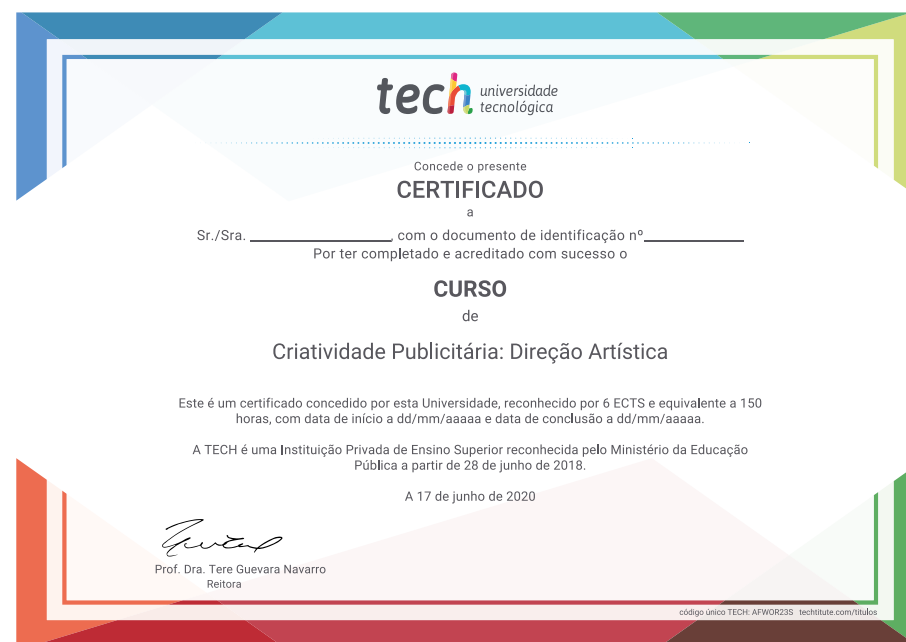 tech universidade
tecnológica
Concede o presente
CERTIFICADO
a
Sr./Sra. ____________________, com o documento de identificação nº______________
Por ter completado e acreditado com sucesso o
CURSO
de
Criatividade Publicitária: Direção Artística
Este é um certificado concedido por esta Universidade, reconhecido por 6 ECTS e equivalente a 150
horas, com data de início a dd/mm/aaaaa e data de conclusão a dd/mm/aaaaa.
A TECH é uma Instituição Privada de Ensino Superior reconhecida pelo Ministério da Educação
Pública a partir de 28 de junho de 2018.
A 17 de junho de 2020
Prof. Dra. Tere Guevara Navarro
Reitora
código único TECH: AFWOR23S techtitute.com/titulos